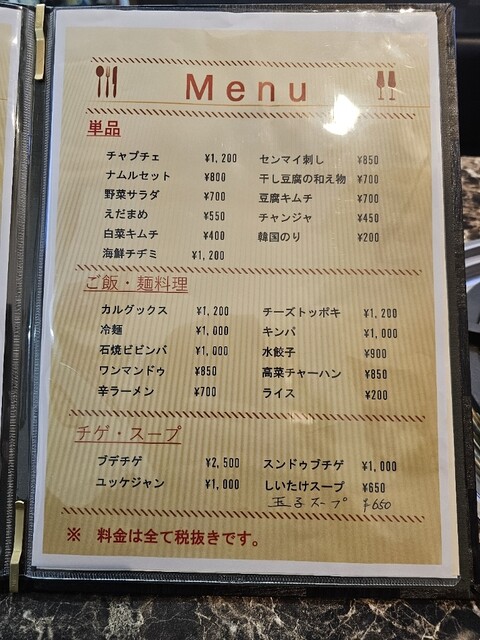 Menu
単品
チャプチェ ¥1,200 センマイ刺し ¥850
ナムルセット ¥800 干し豆腐の和え物 ¥700
野菜サラダ ¥700 豆腐キムチ ¥700
えだまめ ¥550 チャンジャ ¥450
白菜キムチ ¥400 韓国のり ¥200
海鮮チヂミ ¥1,200
ご飯・麺料理
カルグックス ¥1,200 チーズトッポキ ¥1,200
冷麺 ¥1,000 キンパ ¥1,000
石焼ビビンバ ¥1,000 水餃子 ¥900
ワンマンドゥ ¥850 高菜チャーハン ¥850
辛ラーメン ¥700 ライス ¥200
チゲ・スープ
ブデチゲ ¥2,500 スンドゥブチゲ ¥1,000
ユッケジャン ¥1,000 しいたけスープ ¥650
玉子スープ ¥650
※ 料金は全て税抜きです。